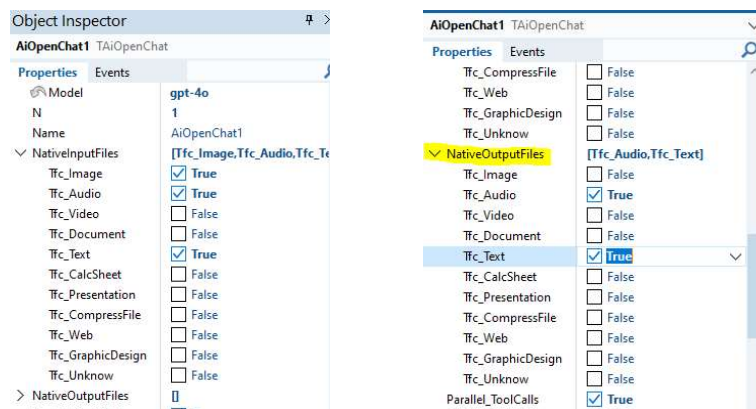 Object Inspector
AiOpenChat1 TAiOpenChat
Properties Events
Model gpt-4o
N 1
Name AiOpenChat1
NativeInputFiles [Tfc_Image,Tfc_Audio,Tfc_Te
Tfc_Image True
Tfc_Audio True
Tfc_Video False
Tfc_Document False
Tfc_Text True
Tfc_CalcSheet False
Tfc_Presentation False
Tfc_CompressFile False
Tfc_Web False
Tfc_GraphicDesign False
Tfc_Unknow False
NativeOutputFiles []
AiOpenChat1 TAiOpenChat
Properties Events
Tfc_CompressFile False
Tfc_Web False
Tfc_GraphicDesign False
Tfc_Unknow False
NativeOutputFiles [Tfc_Audio,Tfc_Text]
Tfc_Image False
Tfc_Audio True
Tfc_Video False
Tfc_Document False
Tfc_Text True
Tfc_CalcSheet False
Tfc_Presentation False
Tfc_CompressFile False
Tfc_Web False
Tfc_GraphicDesign False
Tfc_Unknow False
Parallel_ToolCalls True